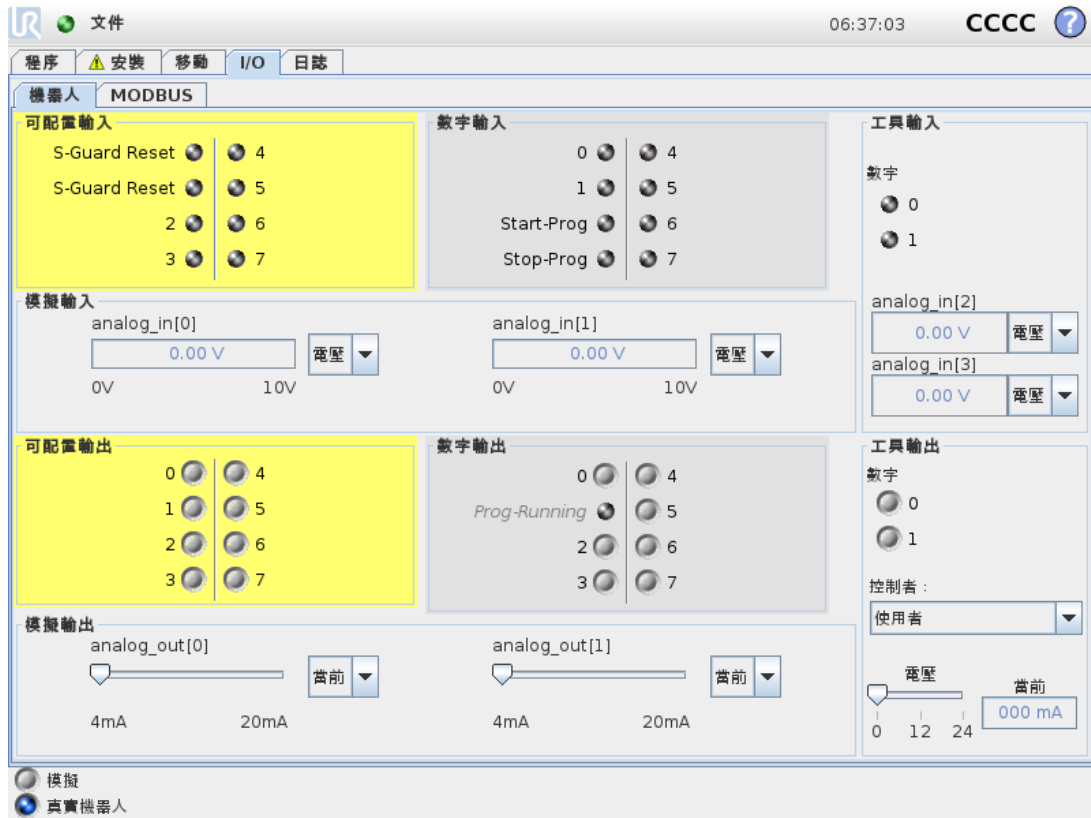 UR 文件 06:37:03 CCCC ?
程序 安裝 移動 I/O 日誌
機器人 MODBUS
可配置輸入
S-Guard Reset 4
S-Guard Reset 5
2 6
3 7
數字輸入
0 4
1 5
Start-Prog 6
Stop-Prog 7
工具輸入
數字
0
1
analog_in[2]
0.00 V 電壓
analog_in[3]
0.00 V 電壓
模擬輸入
analog_in[0] analog_in[1]
0.00 V 電壓 0.00 V 電壓
0V 10V 0V 10V
可配置輸出
0 4
1 5
2 6
3 7
數字輸出
0 4
Prog-Running 5
2 6
3 7
工具輸出
數字
0
1
控制者：
使用者
電壓 當前
000 mA
0 12 24
模擬輸出
analog_out[0] analog_out[1]
當前 當前
4mA 20mA 4mA 20mA
模擬
真實機器人